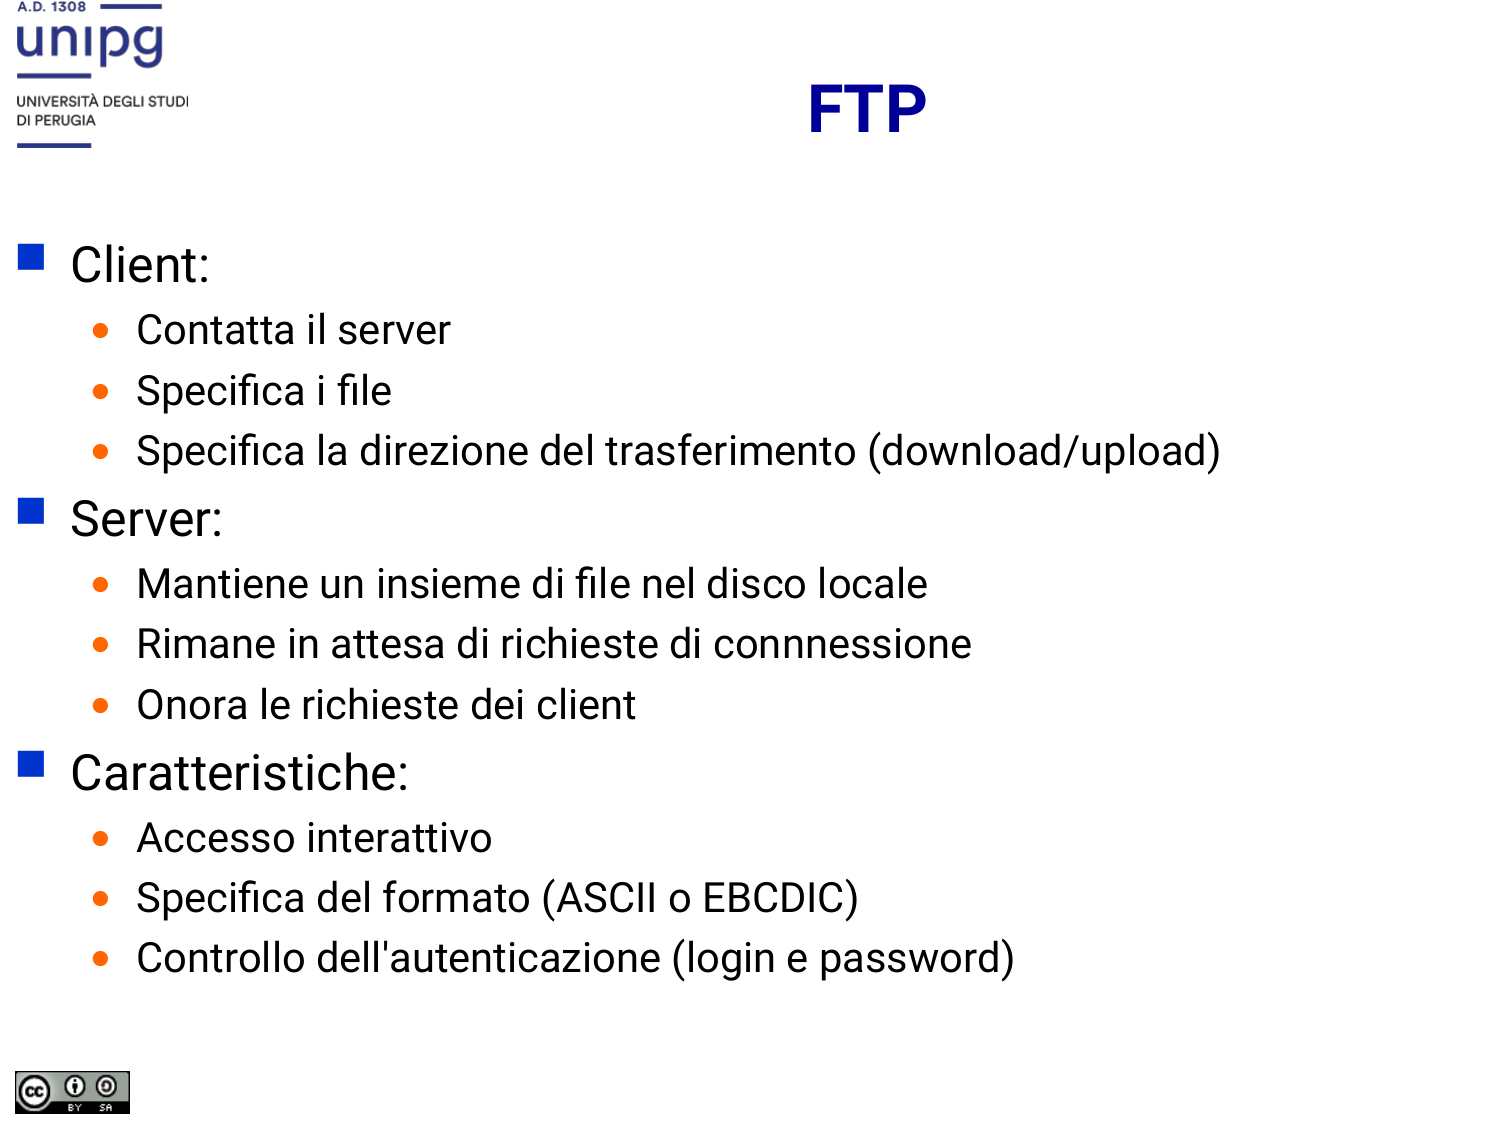 A.D. 1308
unipg
UNIVERSITÀ DEGLI STUDI
DI PERUGIA
FTP
Client:
Contatta il server
Specifica i file
Specifica la direzione del trasferimento (download/upload)
Server:
Mantiene un insieme di file nel disco locale
Rimane in attesa di richieste di connnessione
Onora le richieste dei client
Caratteristiche:
Accesso interattivo
Specifica del formato (ASCII o EBCDIC)
Controllo dell'autenticazione (login e password)
cc
BY SA